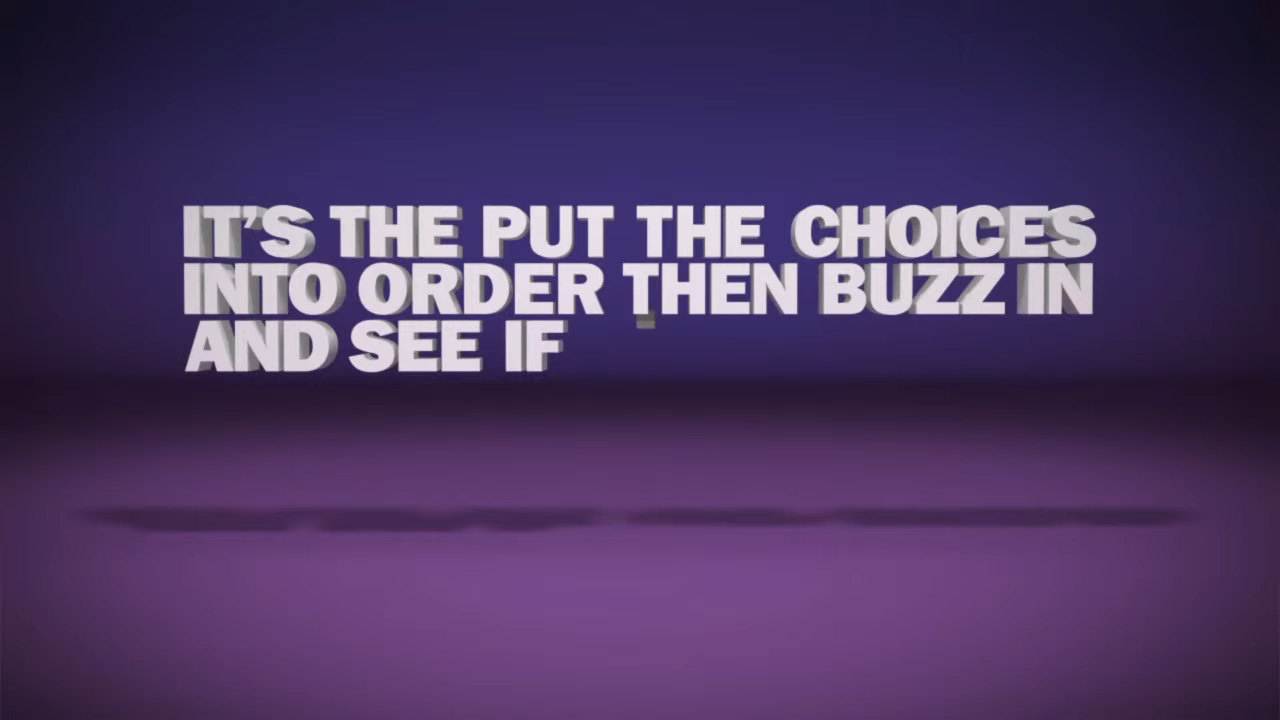 IT'S THE PUT THE CHOICES
INTO ORDER THEN BUZZ IN
AND SEE IF